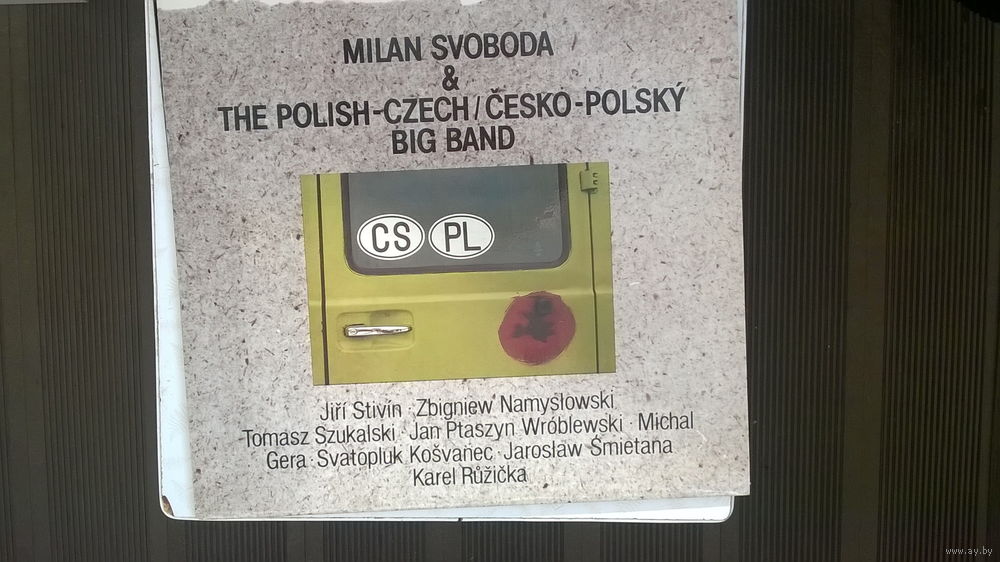 MILAN SVOBODA
&
THE POLISH-CZECH/ČESKO-POLSKÝ
BIG BAND
CS PL
Jiří Stivín · Zbigniew Namysłowski
Tomasz Szukalski · Jan Ptaszyn Wróblewski · Michal
Gera · Svatopluk Košvanec · Jarosław Śmietana
Karel Růžička
www.ay.by